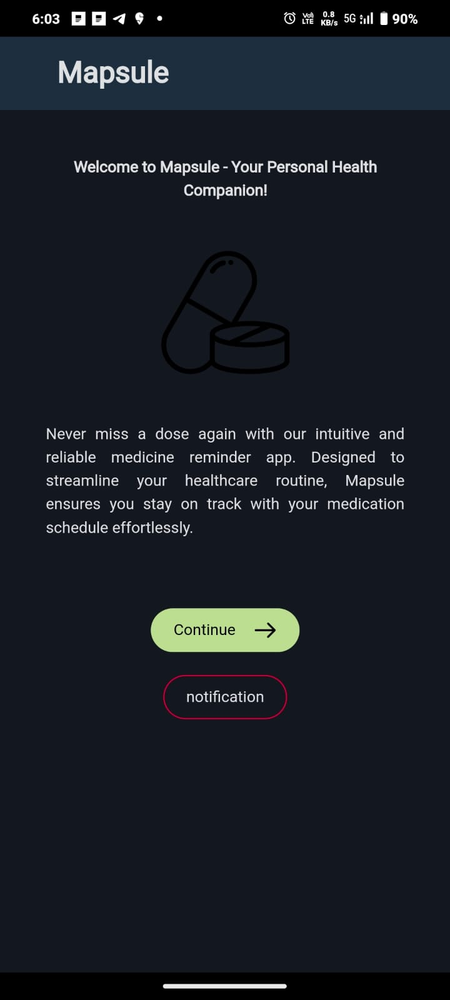 6:03 VoD LTE 0.8 KB/s 5G 90%
Mapsule
Welcome to Mapsule - Your Personal Health
Companion!
Never miss a dose again with our intuitive and
reliable medicine reminder app. Designed to
streamline your healthcare routine, Mapsule
ensures you stay on track with your medication
schedule effortlessly.
Continue
notification